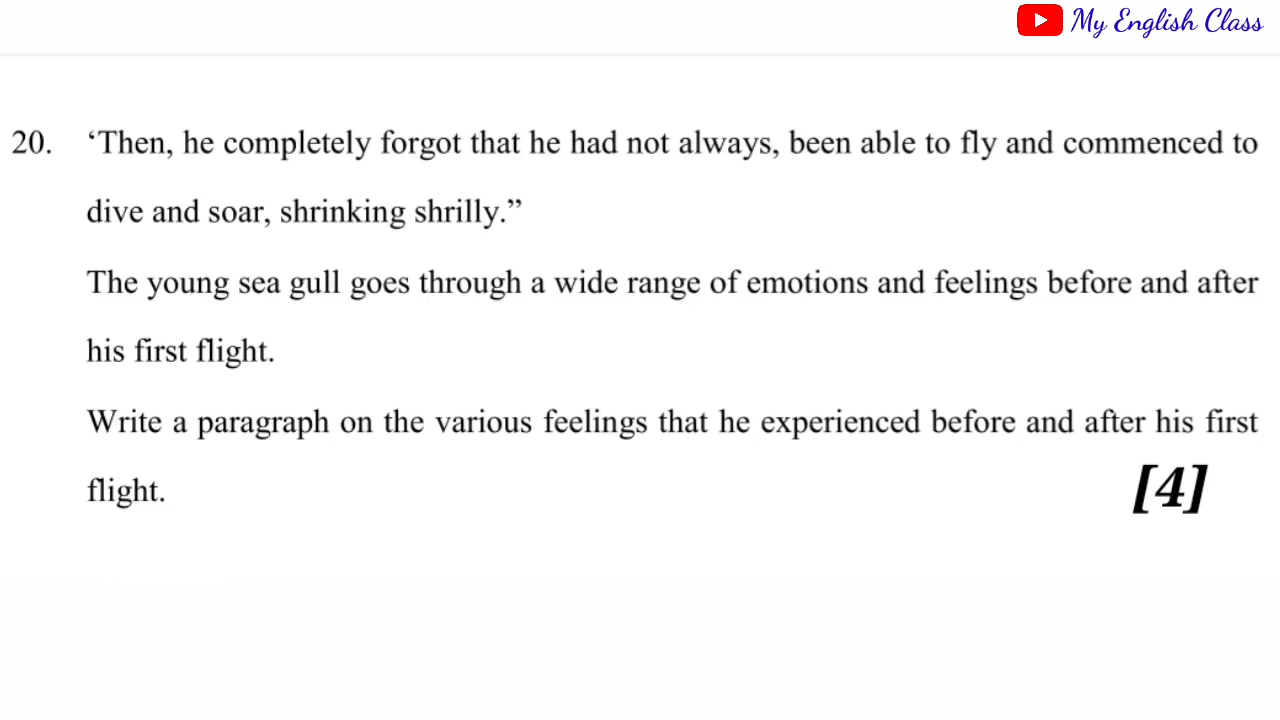 My English Class
20. ‘Then, he completely forgot that he had not always, been able to fly and commenced to
dive and soar, shrinking shrilly.”
The young sea gull goes through a wide range of emotions and feelings before and after
his first flight.
Write a paragraph on the various feelings that he experienced before and after his first
flight.
[4]